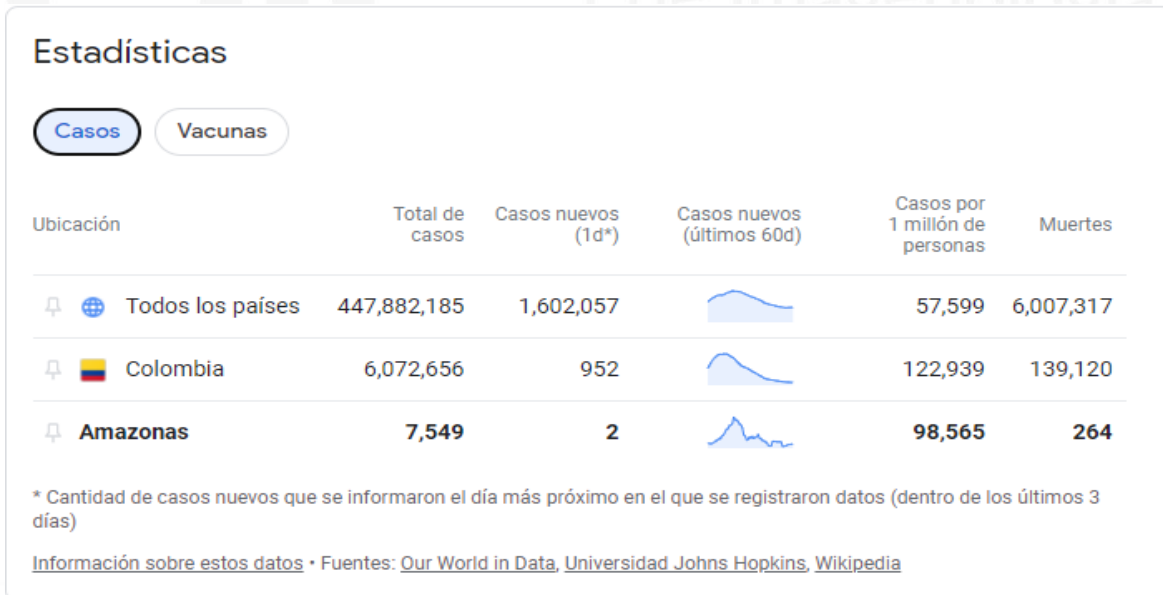 Estadísticas
Casos Vacunas
Ubicación Total de casos Casos nuevos (1d*) Casos nuevos (últimos 60d) Casos por 1 millón de personas Muertes
Todos los países 447,882,185 1,602,057 57,599 6,007,317
Colombia 6,072,656 952 122,939 139,120
Amazonas 7,549 2 98,565 264
* Cantidad de casos nuevos que se informaron el día más próximo en el que se registraron datos (dentro de los últimos 3
días)
Información sobre estos datos • Fuentes: Our World in Data, Universidad Johns Hopkins, Wikipedia